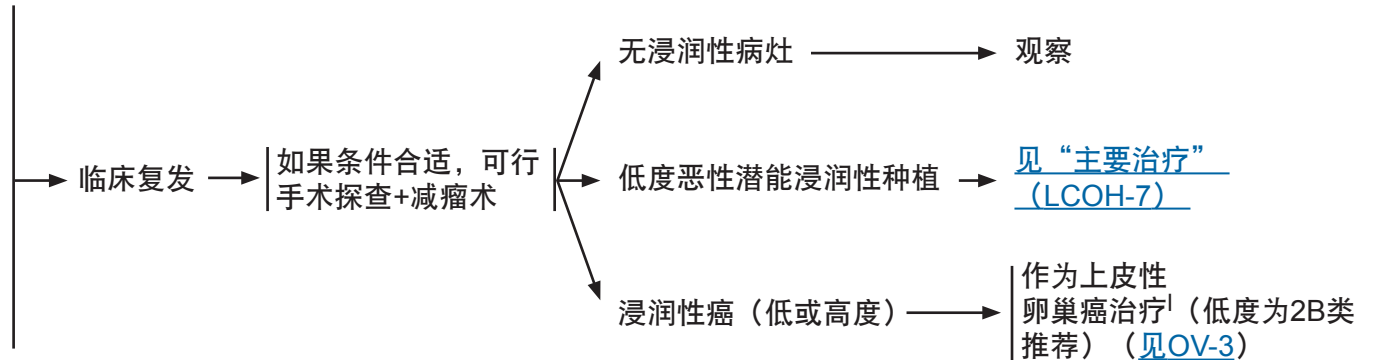 无浸润性病灶
观察
临床复发
如果条件合适，可行
手术探查+减瘤术
低度恶性潜能浸润性种植
见“主要治疗”
（LCOH-7）
浸润性癌（低或高度）
作为上皮性
卵巢癌治疗l（低度为2B类
推荐）（见OV-3）